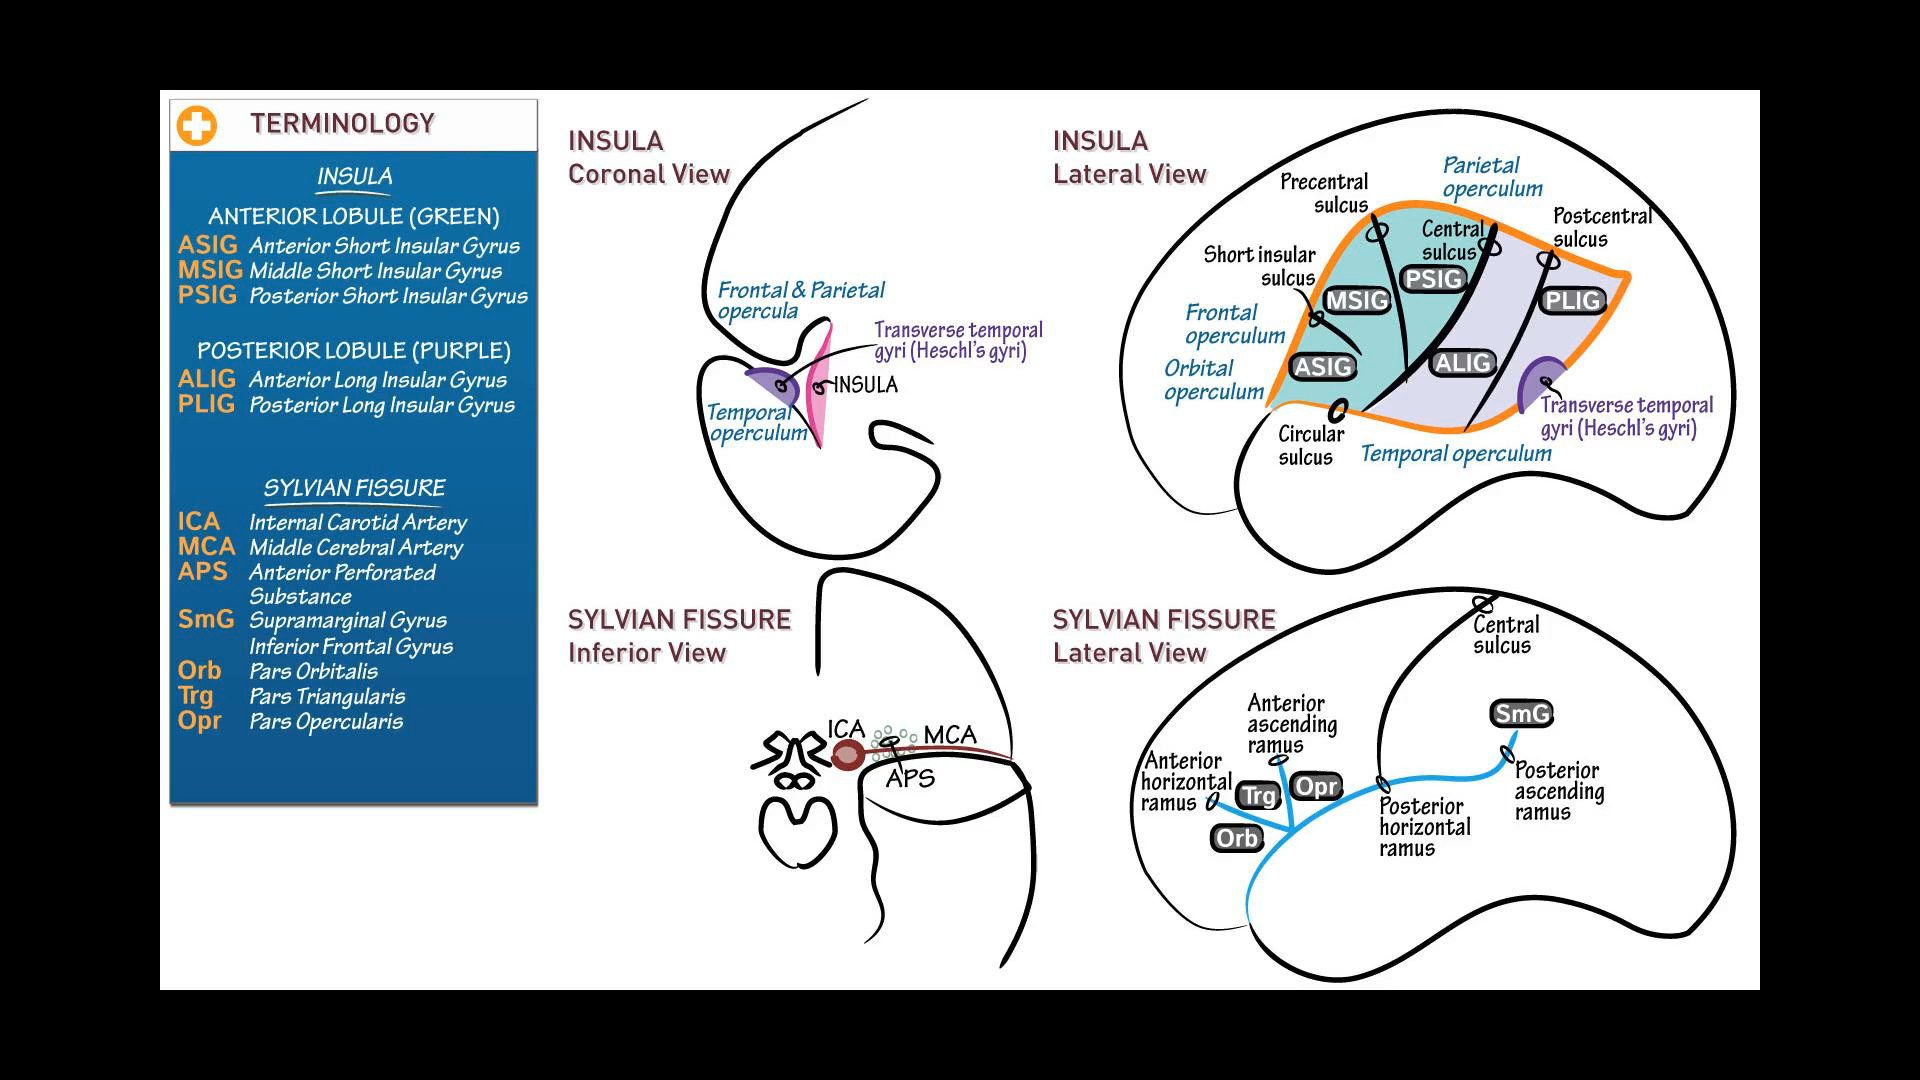 TERMINOLOGY
INSULA
ANTERIOR LOBULE (GREEN)
ASIG Anterior Short Insular Gyrus
MSIG Middle Short Insular Gyrus
PSIG Posterior Short Insular Gyrus
POSTERIOR LOBULE (PURPLE)
ALIG Anterior Long Insular Gyrus
PLIG Posterior Long Insular Gyrus
SYLVIAN FISSURE
ICA Internal Carotid Artery
MCA Middle Cerebral Artery
APS Anterior Perforated
Substance
SmG Supramarginal Gyrus
Inferior Frontal Gyrus
Orb Pars Orbitalis
Trg Pars Triangularis
Opr Pars Opercularis
INSULA
Coronal View
Frontal & Parietal
opercula
Transverse temporal
gyri (Heschl's gyri)
INSULA
Temporal
operculum
INSULA
Lateral View
Parietal
operculum
Precentral
sulcus
Central
sulcus
Postcentral
sulcus
Short insular
sulcus
PSIG
MSIG
PLIG
Frontal
operculum
Orbital
operculum
ASIG
ALIG
Transverse temporal
gyri (Heschl's gyri)
Circular
sulcus
Temporal operculum
SYLVIAN FISSURE
Inferior View
ICA
MCA
APS
SYLVIAN FISSURE
Lateral View
Central
sulcus
Anterior
ascending
ramus
SmG
Anterior
horizontal
ramus
Trg
Opr
Orb
Posterior
ascending
ramus
Posterior
horizontal
ramus